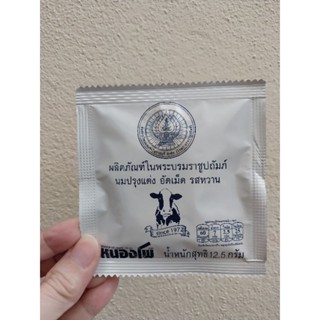 ผลิตภัณฑ์ในพระบรมราชูปถัมภ์
นมปรุงแต่ง อัดเม็ด รสหวาน
Since 1972
หนองโพ
น้ำหนักสุทธิ 12.5 กรัม